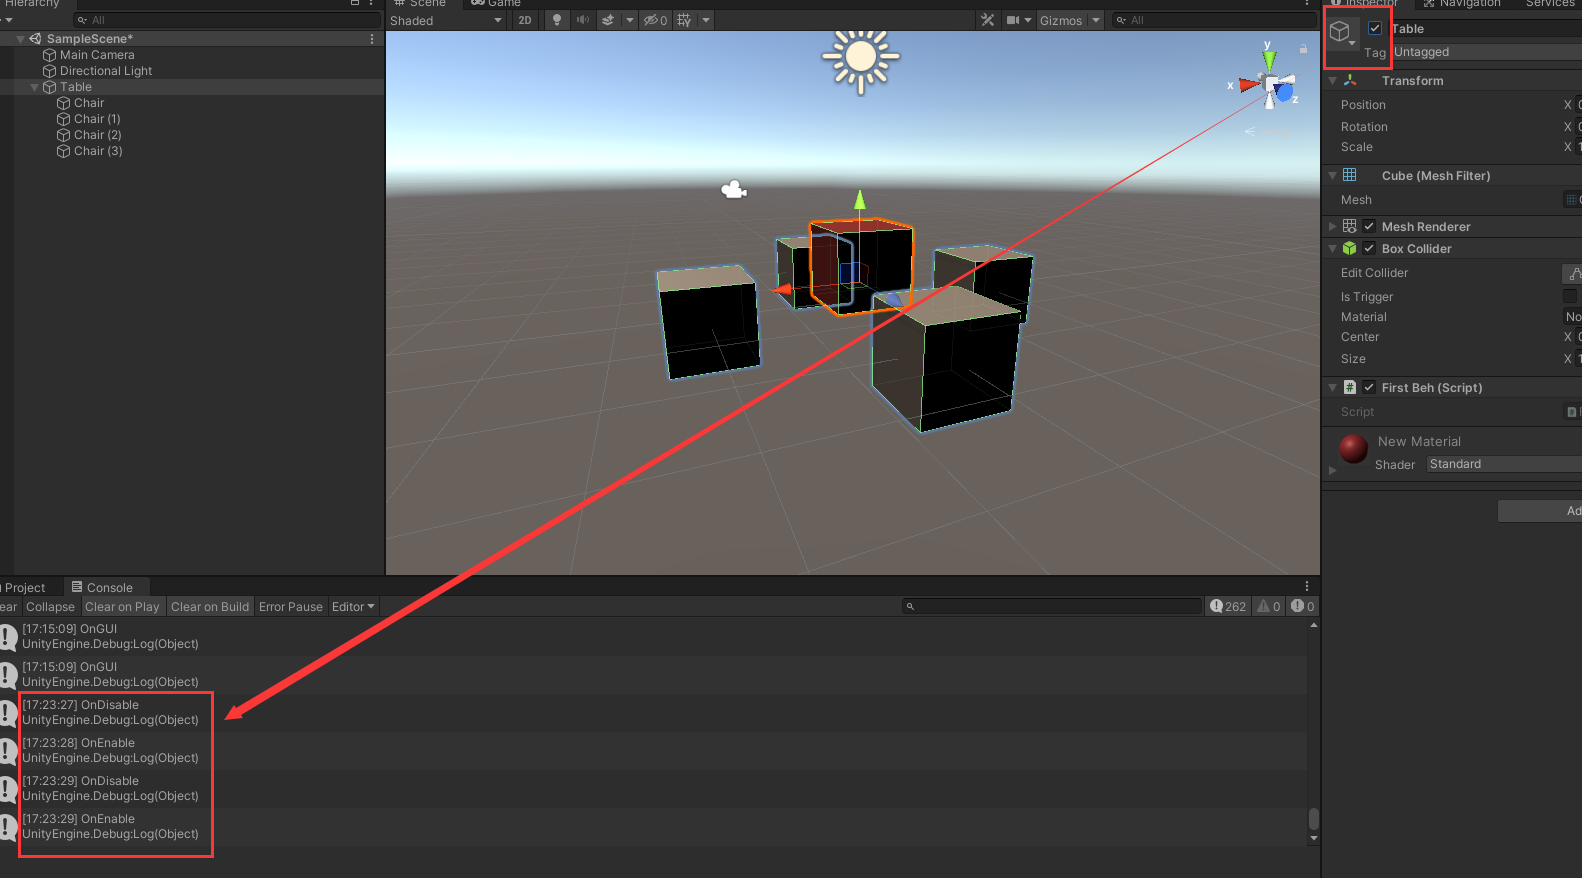 Hierarchy
All
SampleScene*
Main Camera
Directional Light
Table
Chair
Chair (1)
Chair (2)
Chair (3)
Scene
Game
Shaded
2D
0
Gizmos
All
y
x
z
Inspector
Navigation
Services
Table
Tag
Untagged
Transform
Position
X
Rotation
X
Scale
X
Cube (Mesh Filter)
Mesh
Mesh Renderer
Box Collider
Edit Collider
Is Trigger
Material
No
Center
X
Size
X
First Beh (Script)
#
Script
New Material
Shader
Standard
Ad
Project
Console
ear
Collapse
Clear on Play
Clear on Build
Error Pause
Editor
262
0
0
[17:15:09] OnGUI
UnityEngine.Debug:Log(Object)
[17:15:09] OnGUI
UnityEngine.Debug:Log(Object)
[17:23:27] OnDisable
UnityEngine.Debug:Log(Object)
[17:23:28] OnEnable
UnityEngine.Debug:Log(Object)
[17:23:29] OnDisable
UnityEngine.Debug:Log(Object)
[17:23:29] OnEnable
UnityEngine.Debug:Log(Object)